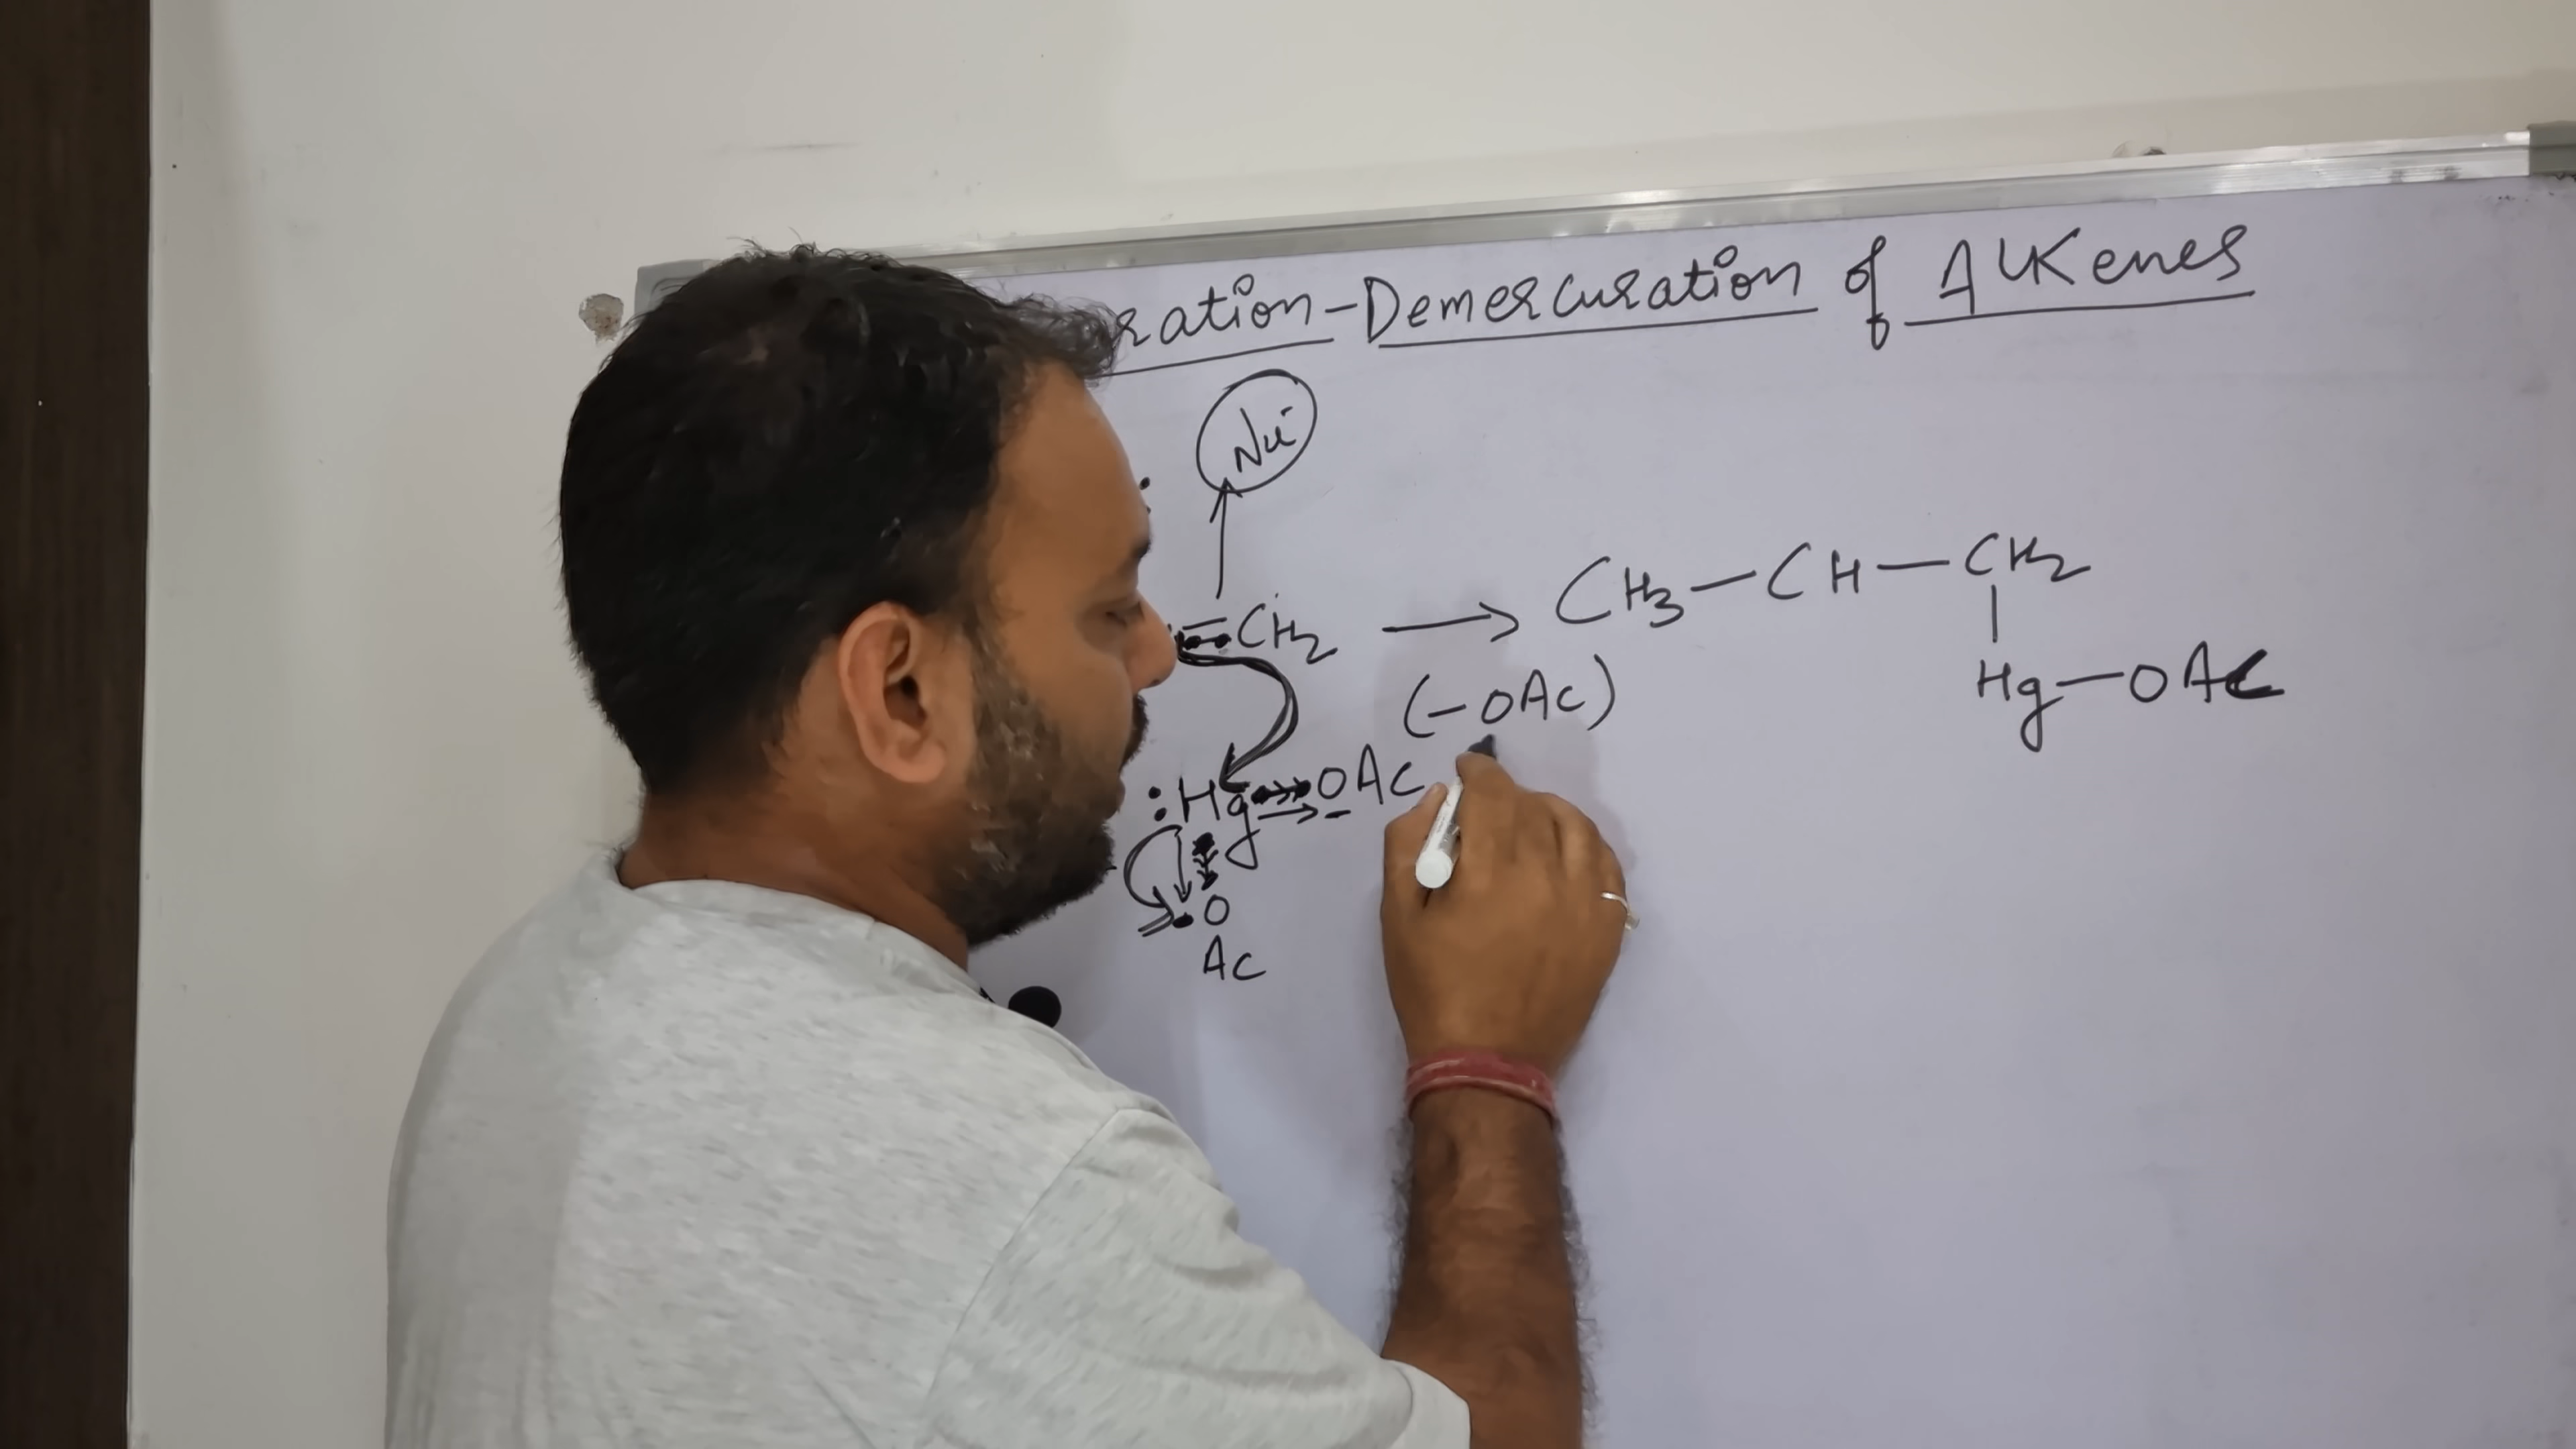 ration-Demercuration of Alkenes
Nu-
=CH2 → CH3-CH-CH2
(-OAc) Hg-OAc
:Hg→OAc
O
Ac